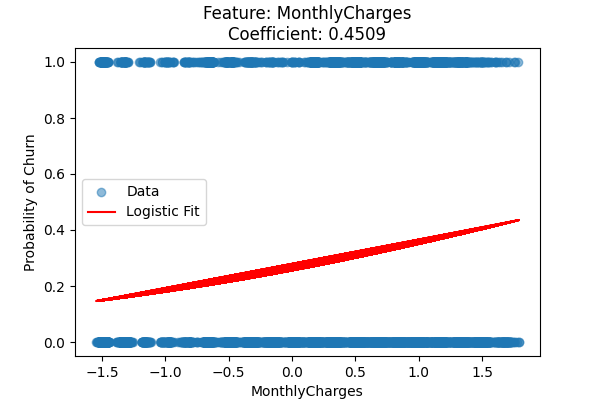 Feature: MonthlyCharges
Coefficient: 0.4509
Probability of Churn
1.0
0.8
0.6
0.4
0.2
0.0
Data
Logistic Fit
−1.5 −1.0 −0.5 0.0 0.5 1.0 1.5
MonthlyCharges